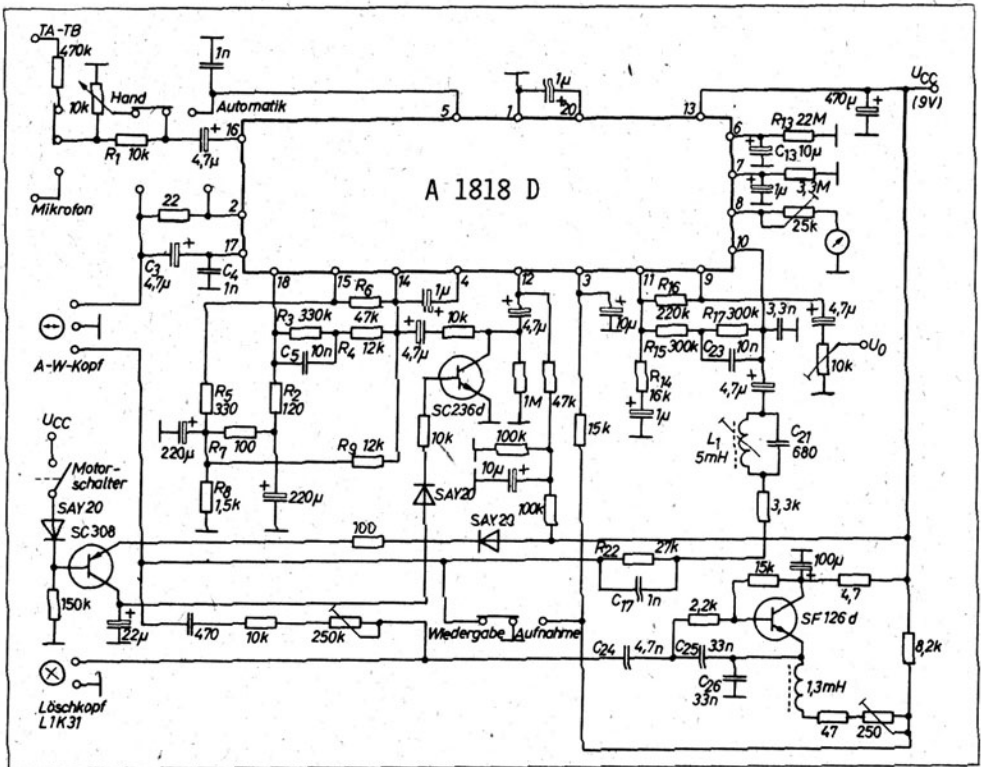 TA-TB
470k
1n
10k
Hand
Automatik
R1 10k
4,7µ
16
5
1
1µ
20
13
UCC
(9V)
470µ
A 1818 D
6
R13 22M
C13 10µ
7
1µ
3,3M
8
25k
10
Mikrofon
22
2
17
C3
4,7µ
C4
1n
18
15
14
4
12
3
11
9
A-W-Kopf
R6
47k
1µ
R3 330k
C5 10n
R4 12k
4,7µ
10k
4,7µ
10µ
R16
220k
R17 300k
R15 300k
C23 10n
3,3n
4,7µ
U0
10k
R5
330
R2
120
SC236d
1M
47k
R14
16k
1µ
4,7µ
220µ
R7 100
R9 12k
10k
100k
10µ
15k
L1
5mH
C21
680
R8
1,5k
220µ
SAY20
100k
3,3k
UCC
Motor-
schalter
SAY20
SC308
100
SAY20
R22 27k
C17 1n
100µ
15k
4,7
150k
22µ
470
10k
250k
Wiedergabe
Aufnahme
2,2k
SF126d
8,2k
C24 4,7n
C25 33n
C26
33n
1,3mH
47
250
Löschkopf
L1K31